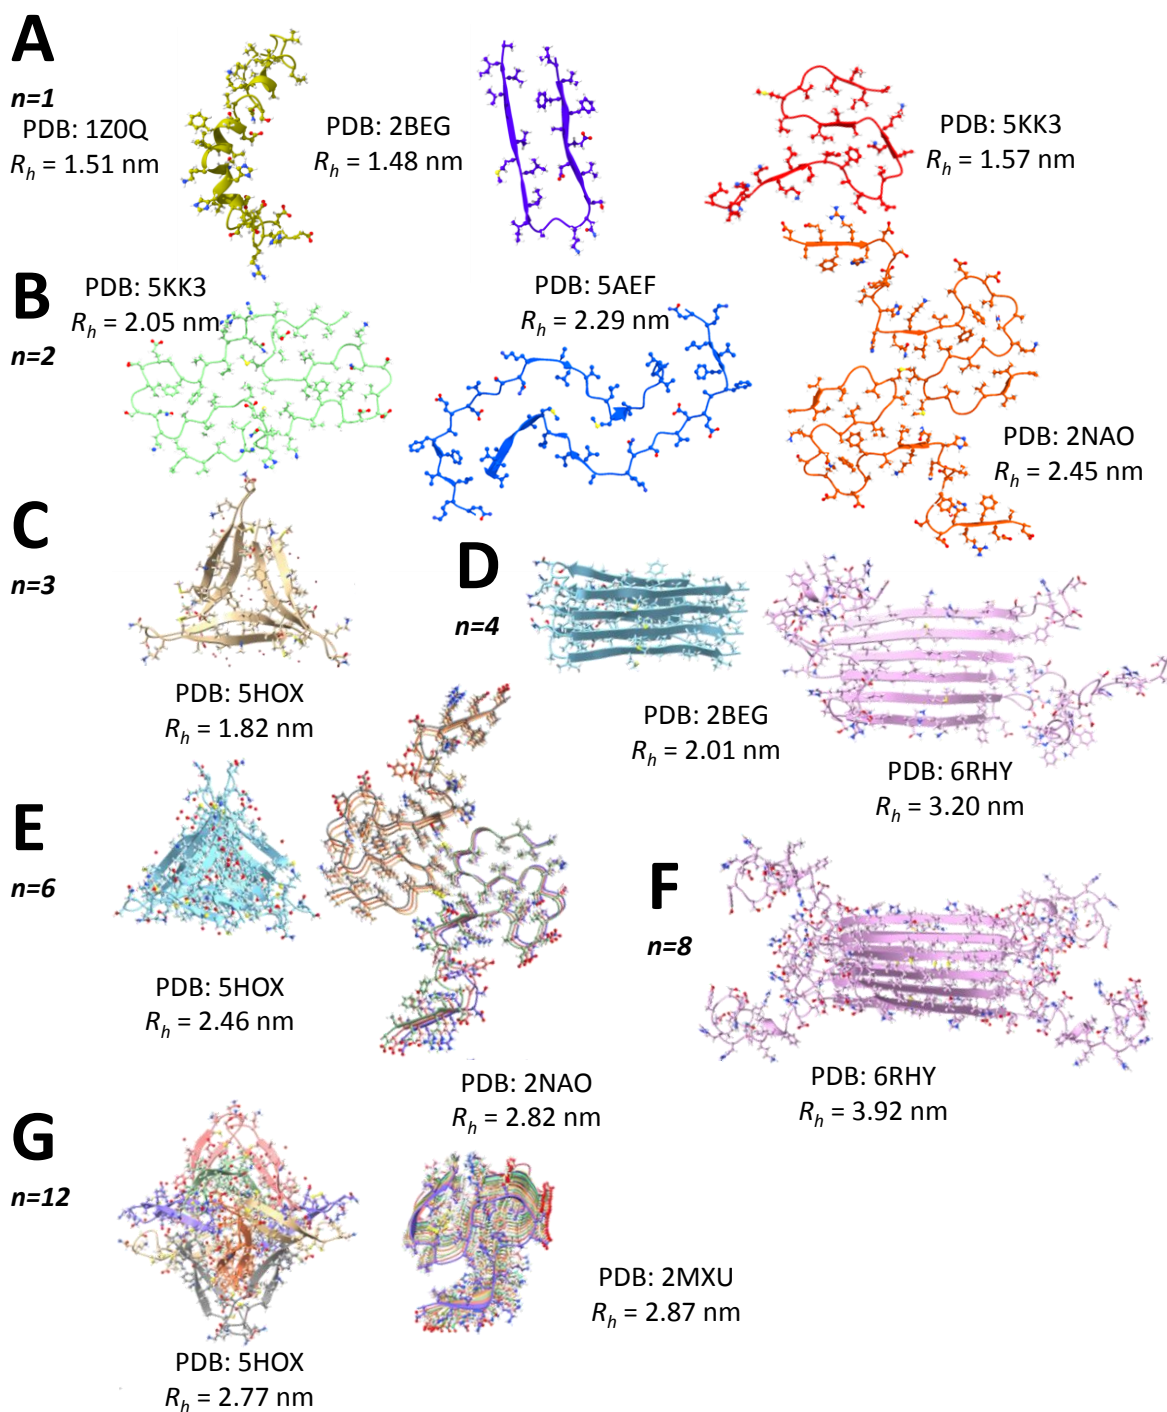 A
n=1
PDB: 1Z0Q
Rh = 1.51 nm
PDB: 2BEG
Rh = 1.48 nm
PDB: 5KK3
Rh = 1.57 nm
B
n=2
PDB: 5KK3
Rh = 2.05 nm
PDB: 5AEF
Rh = 2.29 nm
PDB: 2NAO
Rh = 2.45 nm
C
n=3
PDB: 5HOX
Rh = 1.82 nm
D
n=4
PDB: 2BEG
Rh = 2.01 nm
PDB: 6RHY
Rh = 3.20 nm
E
n=6
PDB: 5HOX
Rh = 2.46 nm
PDB: 2NAO
Rh = 2.82 nm
F
n=8
PDB: 6RHY
Rh = 3.92 nm
G
n=12
PDB: 5HOX
Rh = 2.77 nm
PDB: 2MXU
Rh = 2.87 nm